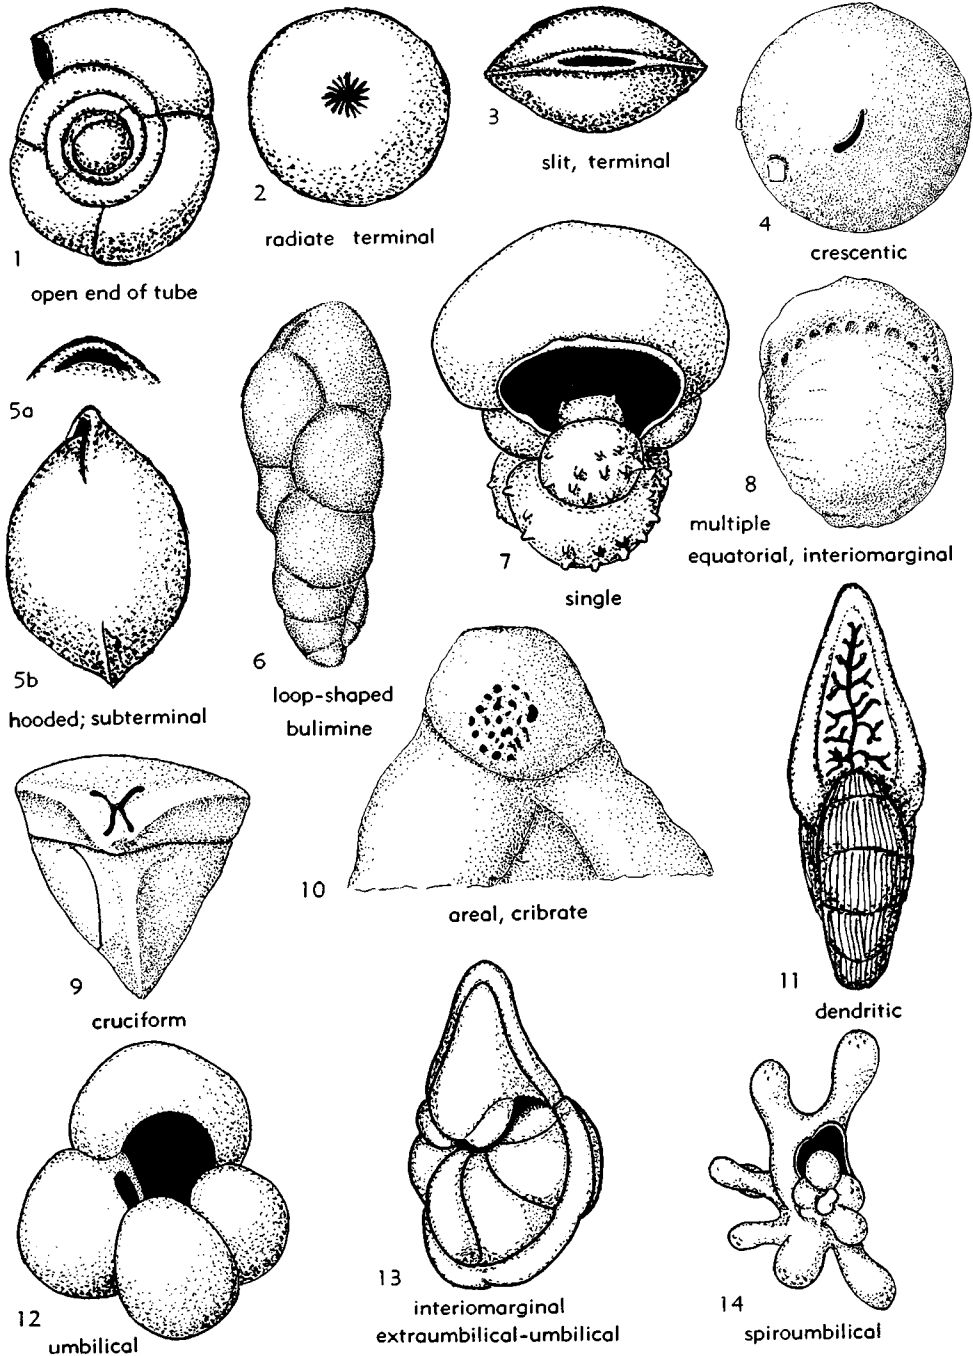 1
open end of tube
2
radiate terminal
3
slit, terminal
4
crescentic
5a
5b
hooded; subterminal
6
loop-shaped
bulimine
7
single
8
multiple
equatorial, interiomarginal
9
cruciform
10
areal, cribrate
11
dendritic
12
umbilical
13
interiomarginal
extraumbilical-umbilical
14
spiroumbilical